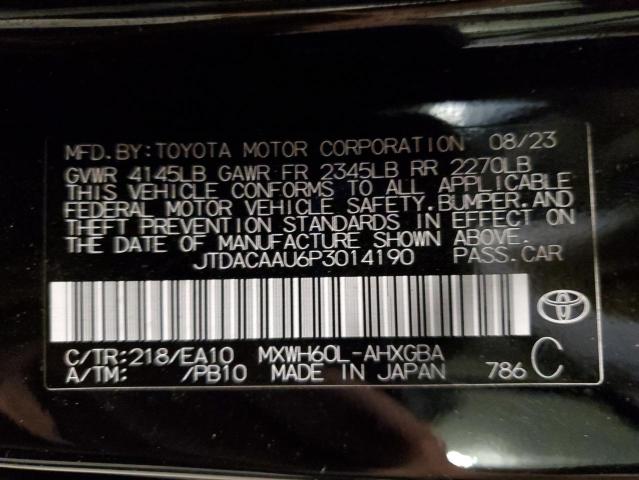 MFD.BY:TOYOTA MOTOR CORPORATION 08/23
GVWR 4145LB GAWR FR 2345LB RR 2270LB
THIS VEHICLE CONFORMS TO ALL APPLICABLE
FEDERAL MOTOR VEHICLE SAFETY.BUMPER.AND
THEFT PREVENTION STANDARDS IN EFFECT ON
THE DATE OF MANUFACTURE SHOWN ABOVE.
JTDACAAU6P3014190 PASS.CAR
C/TR:218/EA10 MXWH60L-AHXGBA
A/TM: /PB10 MADE IN JAPAN 786 C